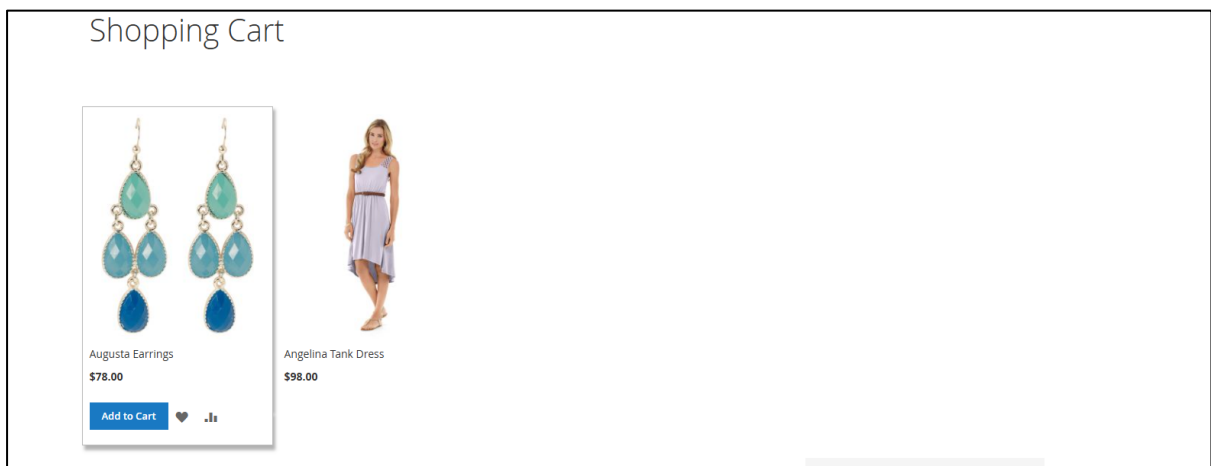 Shopping Cart
Augusta Earrings
$78.00
Add to Cart
Angelina Tank Dress
$98.00